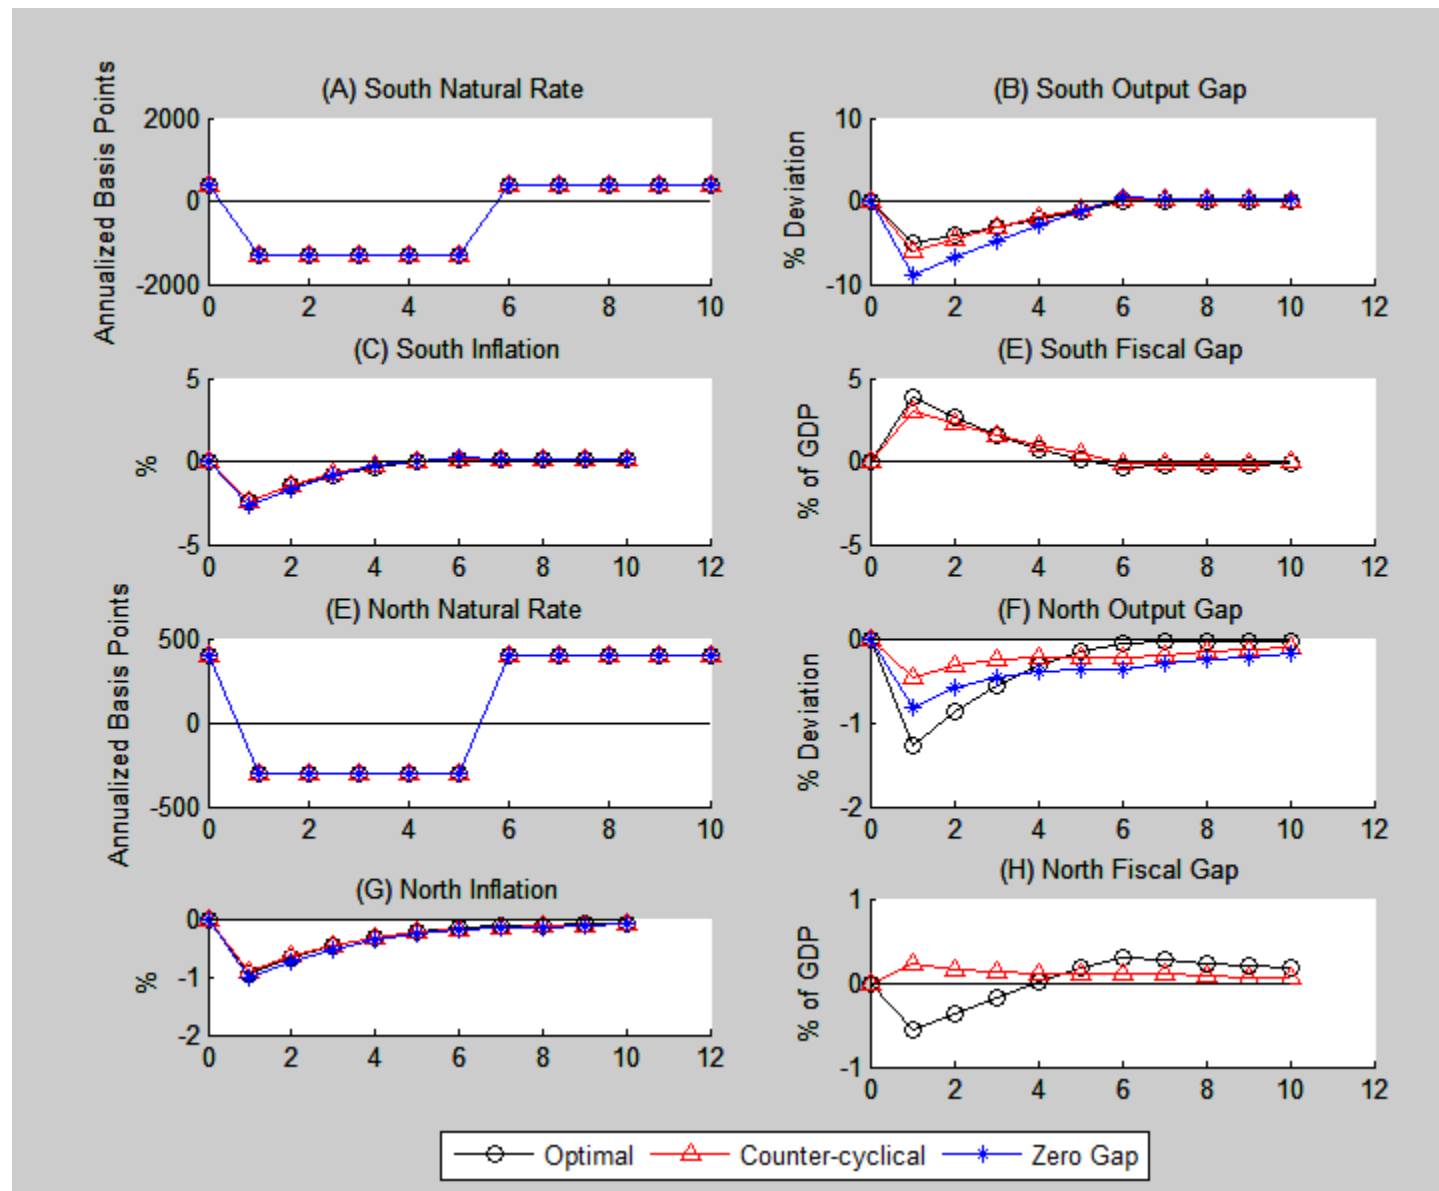 (A) South Natural Rate
Annualized Basis Points
2000
0
-2000
0 2 4 6 8 10
(B) South Output Gap
% Deviation
10
0
-10
0 2 4 6 8 10 12
(C) South Inflation
%
5
0
-5
0 2 4 6 8 10 12
(E) South Fiscal Gap
% of GDP
5
0
-5
0 2 4 6 8 10 12
(E) North Natural Rate
Annualized Basis Points
500
0
-500
0 2 4 6 8 10
(F) North Output Gap
% Deviation
0
-1
-2
0 2 4 6 8 10 12
(G) North Inflation
%
0
-1
-2
0 2 4 6 8 10 12
(H) North Fiscal Gap
% of GDP
1
0
-1
0 2 4 6 8 10 12
Optimal Counter-cyclical Zero Gap